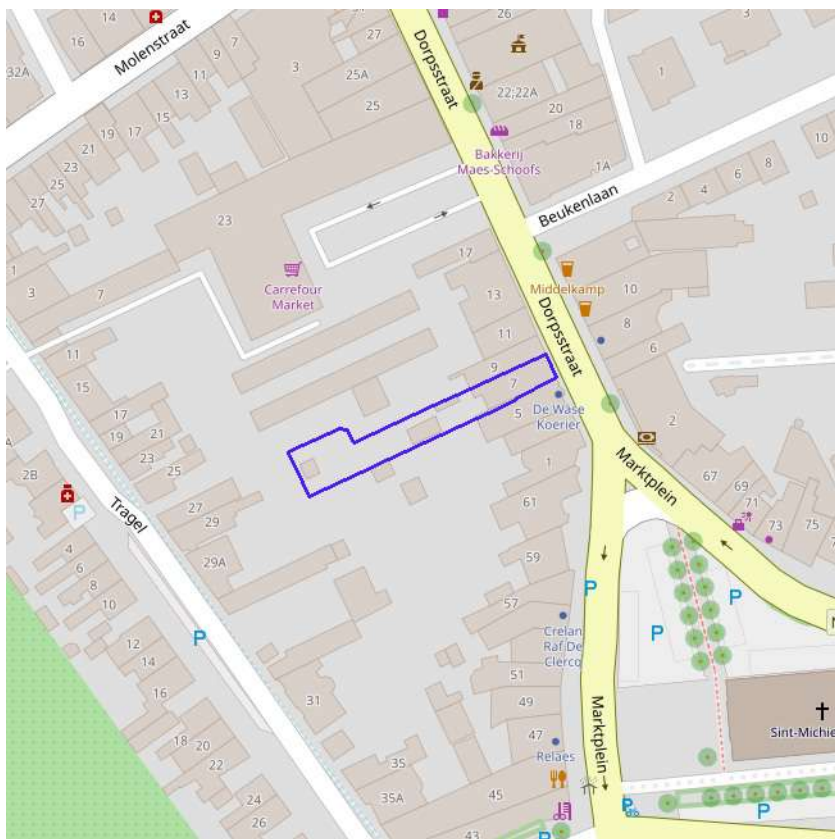 14
16
Molenstraat
32A
7
9
11
13
15
17
19
21
23
25
27
3
27
25A
25
Dorpsstraat
26
22;22A
20
18
1A
1
10
Bakkerij
Maes-Schoofs
Beukenlaan
2
4
6
8
23
Carrefour
Market
17
13
11
9
7
5
Dorpsstraat
Middelkamp
10
8
6
2
De Wase
Koerier
1
3
7
11
15
17
19
21
23
25
27
29
29A
2B
P
Tragel
4
6
8
10
12
14
16
18
20
22
24
26
P
31
35
35A
1
61
59
57
Crelan
Raf De
Clercq
51
49
47
Relaes
45
43
Marktplein
67
69
71
73
75
P
P
P
Marktplein
Sint-Michie
P
P
P